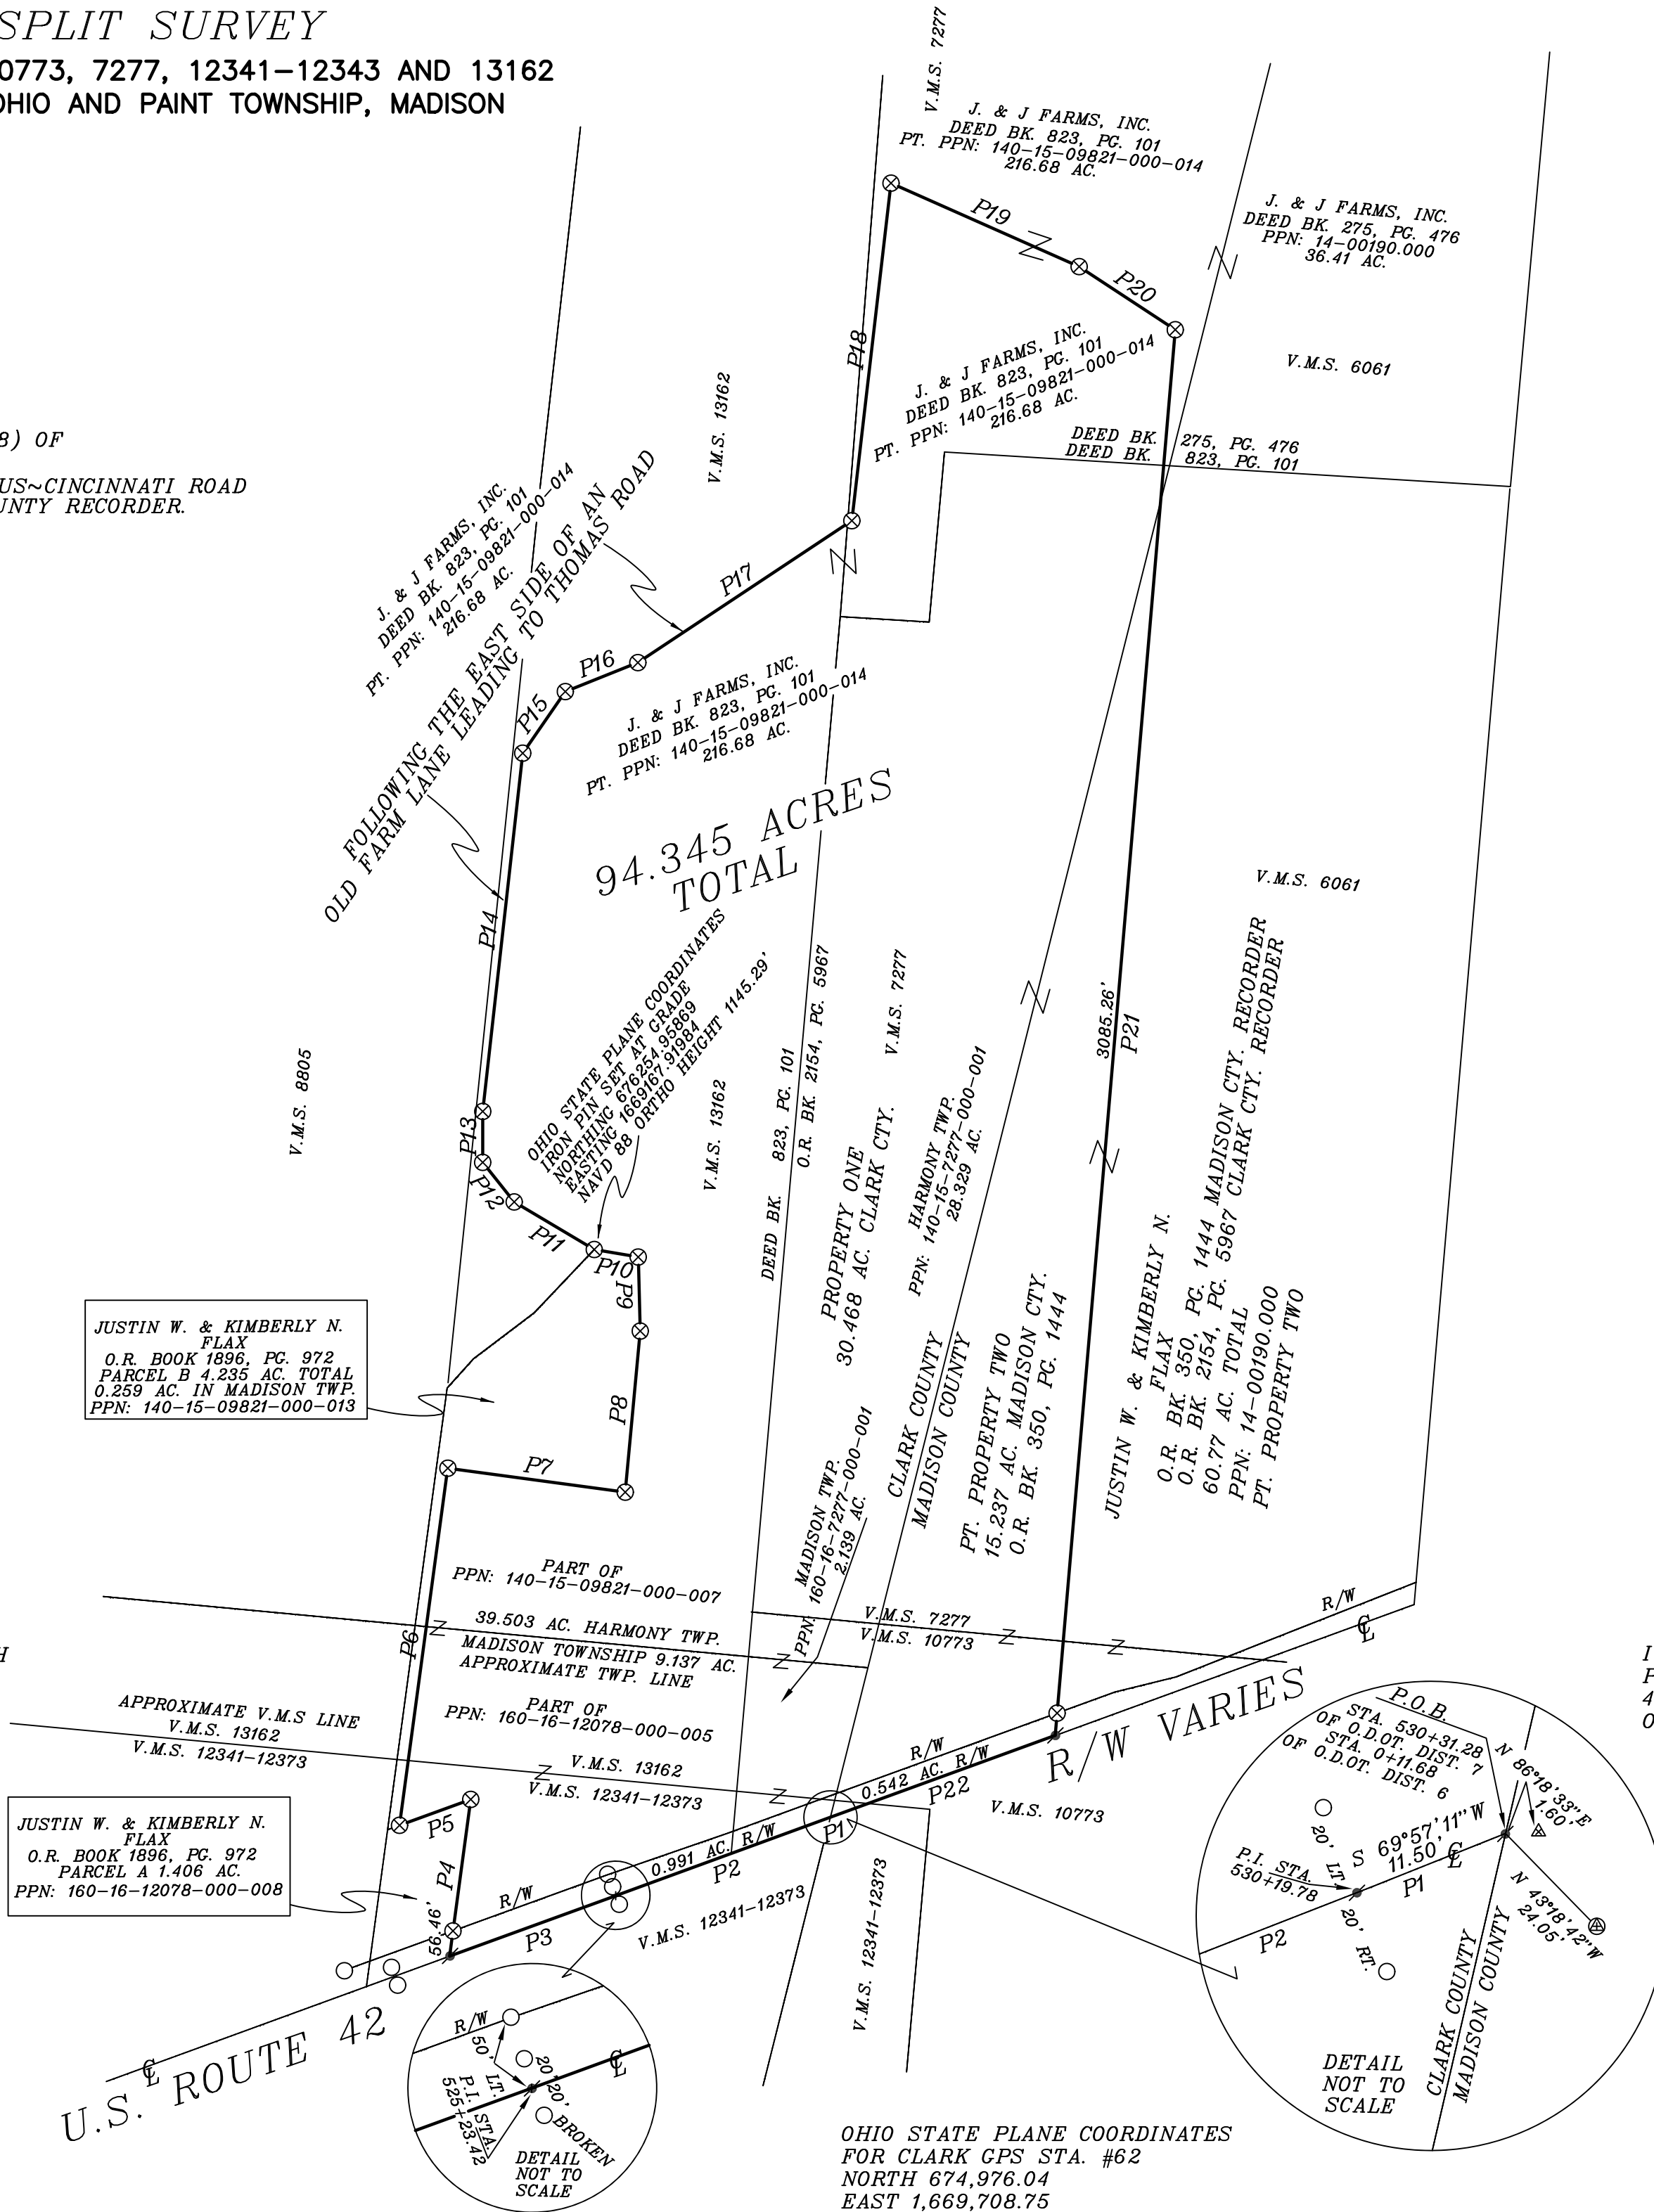 SPLIT SURVEY
0773, 7277, 12341-12343 AND 13162
OHIO AND PAINT TOWNSHIP, MADISON
8) OF
US~CINCINNATI ROAD
UNTY RECORDER.
V.M.S. 7277
J. & J FARMS, INC.
DEED BK. 823, PG. 101
PT. PPN: 140-15-09821-000-014
216.68 AC.
J. & J FARMS, INC.
DEED BK. 275, PG. 476
PPN: 14-00190.000
36.41 AC.
P19
P20
P18
V.M.S. 6061
J. & J FARMS, INC.
DEED BK. 823, PG. 101
PT. PPN: 140-15-09821-000-014
216.68 AC.
DEED BK. 275, PG. 476
DEED BK. 823, PG. 101
V.M.S. 13162
J. & J FARMS, INC.
DEED BK. 823, PG. 101
PT. PPN: 140-15-09821-000-014
216.68 AC.
FOLLOWING THE EAST SIDE OF AN
OLD FARM LANE LEADING TO THOMAS ROAD
P17
P16
P15
J. & J FARMS, INC.
DEED BK. 823, PG. 101
PT. PPN: 140-15-09821-000-014
216.68 AC.
94.345 ACRES
TOTAL
P14
V.M.S. 6061
OHIO STATE PLANE COORDINATES
IRON PIN SET AT GRADE
NORTHING 676254.95869
EASTING 1669167.91984
NAVD 88 ORTHO HEIGHT 1145.29'
V.M.S. 8805
V.M.S. 13162
DEED BK. 823, PG. 101
O.R. BK. 2154, PG. 5967
V.M.S. 7277
PROPERTY ONE
30.468 AC. CLARK CTY.
HARMONY TWP.
PPN: 140-15-7277-000-001
28.329 AC.
3085.26'
P21
JUSTIN W. & KIMBERLY N.
FLAX
O.R. BK. 350, PG. 1444 MADISON CTY. RECORDER
O.R. BK. 2154, PG. 5967 CLARK CTY. RECORDER
60.77 AC. TOTAL
PPN: 14-00190.000
PT. PROPERTY TWO
P13
P12
P11
P10
P9
P8
P7
JUSTIN W. & KIMBERLY N.
FLAX
O.R. BOOK 1896, PG. 972
PARCEL B 4.235 AC. TOTAL
0.259 AC. IN MADISON TWP.
PPN: 140-15-09821-000-013
CLARK COUNTY
MADISON COUNTY
PT. PROPERTY TWO
15.237 AC. MADISON CTY.
O.R. BK. 350, PG. 1444
MADISON TWP.
PPN: 160-16-7277-000-001
2.139 AC.
PART OF
PPN: 140-15-09821-000-007
39.503 AC. HARMONY TWP.
MADISON TOWNSHIP 9.137 AC.
APPROXIMATE TWP. LINE
V.M.S. 7277
V.M.S. 10773
P6
R/W
℄
H
PART OF
PPN: 160-16-12078-000-005
APPROXIMATE V.M.S LINE
V.M.S. 13162
V.M.S. 12341-12373
V.M.S. 13162
V.M.S. 12341-12373
R/W
0.542 AC. R/W
P22
R/W VARIES
V.M.S. 10773
P1
JUSTIN W. & KIMBERLY N.
FLAX
O.R. BOOK 1896, PG. 972
PARCEL A 1.406 AC.
PPN: 160-16-12078-000-008
P5
P4
56.46'
R/W
0.991 AC. R/W
P2
P3
V.M.S. 12341-12373
V.M.S. 12341-12373
℄
U.S. ROUTE 42
R/W
50' LT.
20'
20'
℄
P.I. STA.
525+23.42
BROKEN
DETAIL
NOT TO
SCALE
P.O.B.
STA. 530+31.28
OF O.D.OT. DIST. 7
STA. 0+11.68
OF O.D.OT. DIST. 6
N 86°18'33"E
1.60'
S 69°57'11"W
11.50'
℄
20' LT.
P.I. STA.
530+19.78
P1
20' RT.
P2
N 43°18'42"W
24.05'
CLARK COUNTY
MADISON COUNTY
DETAIL
NOT TO
SCALE
I
P
4
O
OHIO STATE PLANE COORDINATES
FOR CLARK GPS STA. #62
NORTH 674,976.04
EAST 1,669,708.75